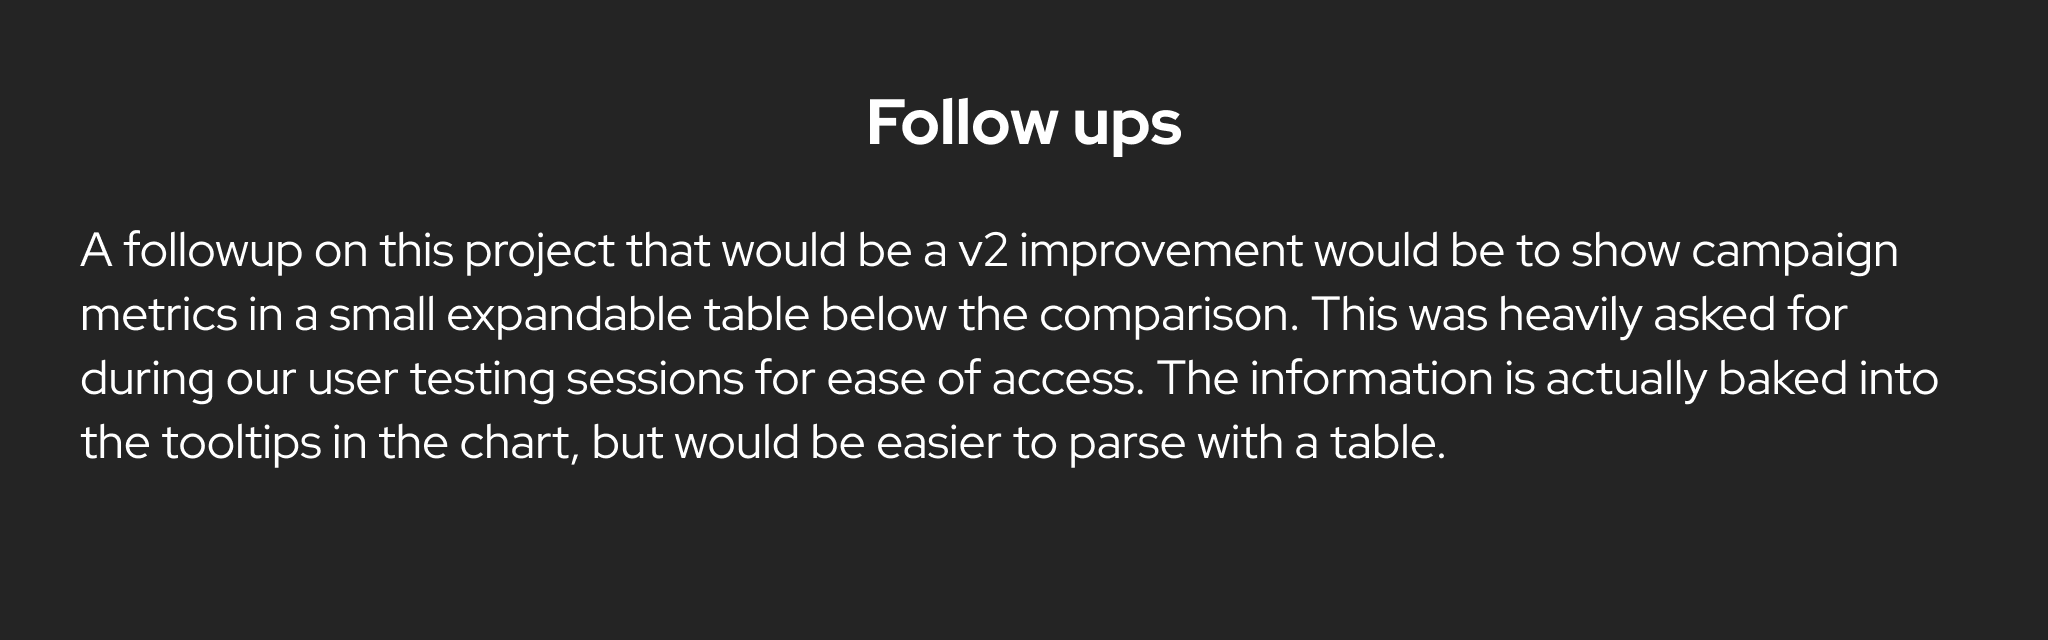 Follow ups
A followup on this project that would be a v2 improvement would be to show campaign
metrics in a small expandable table below the comparison. This was heavily asked for
during our user testing sessions for ease of access. The information is actually baked into
the tooltips in the chart, but would be easier to parse with a table.